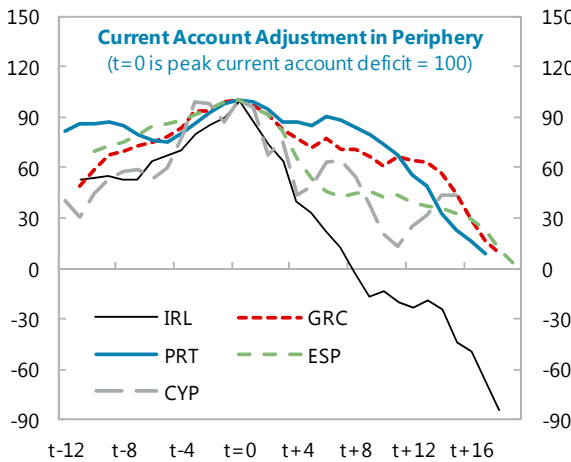 Current Account Adjustment in Periphery
(t=0 is peak current account deficit = 100)
150 150
120 120
90 90
60 60
30 30
0 0
-30 -30
-60 -60
-90 -90
IRL GRC
PRT ESP
CYP
t-12 t-8 t-4 t=0 t+4 t+8 t+12 t+16